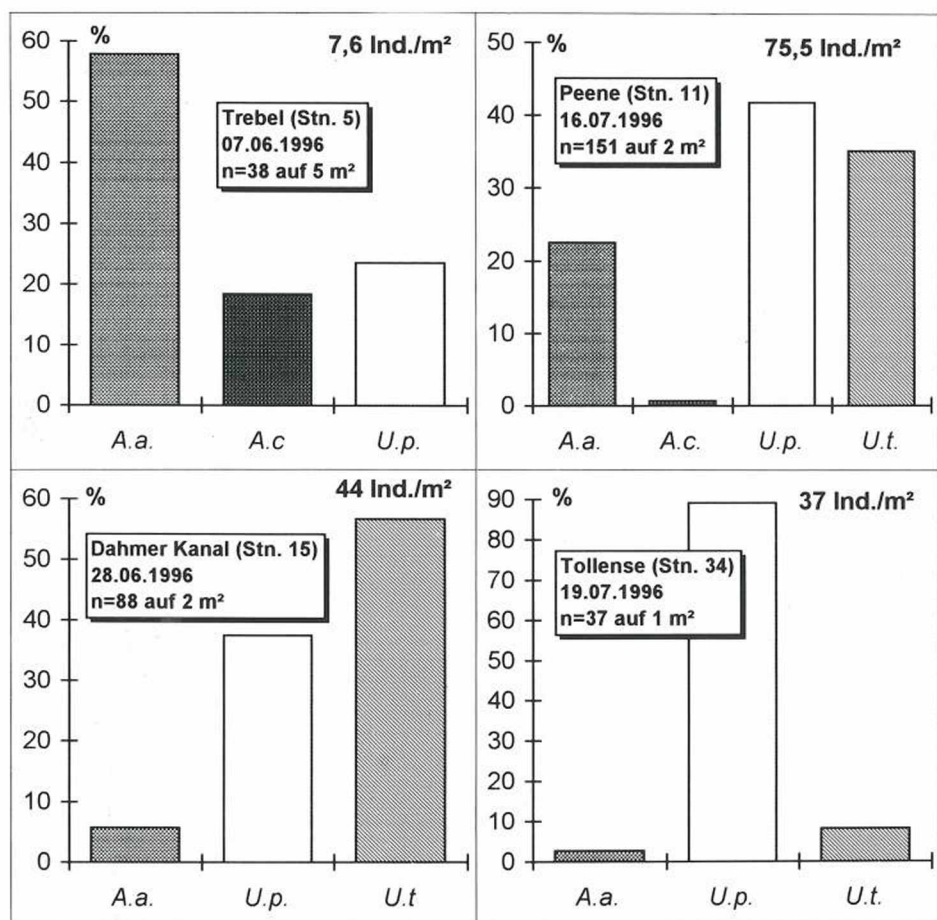 %
7,6 Ind./m²
60
50
40
30
20
10
0
Trebel (Stn. 5)
07.06.1996
n=38 auf 5 m²
A.a.
A.c
U.p.
%
75,5 Ind./m²
50
40
30
20
10
0
Peene (Stn. 11)
16.07.1996
n=151 auf 2 m²
A.a.
A.c.
U.p.
U.t.
%
44 Ind./m²
60
50
40
30
20
10
0
Dahmer Kanal (Stn. 15)
28.06.1996
n=88 auf 2 m²
A.a.
U.p.
U.t
%
37 Ind./m²
90
80
70
60
50
40
30
20
10
0
Tollense (Stn. 34)
19.07.1996
n=37 auf 1 m²
A.a.
U.p.
U.t.